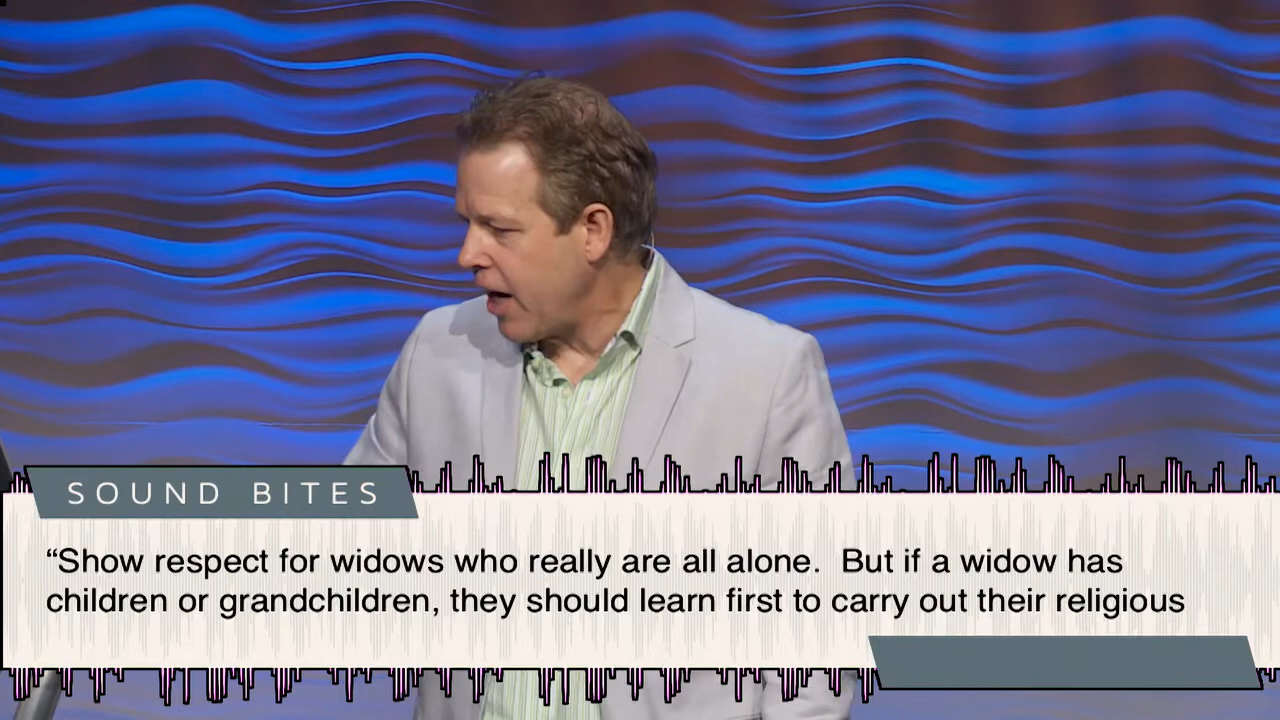 SOUND BITES
“Show respect for widows who really are all alone.  But if a widow has
children or grandchildren, they should learn first to carry out their religious